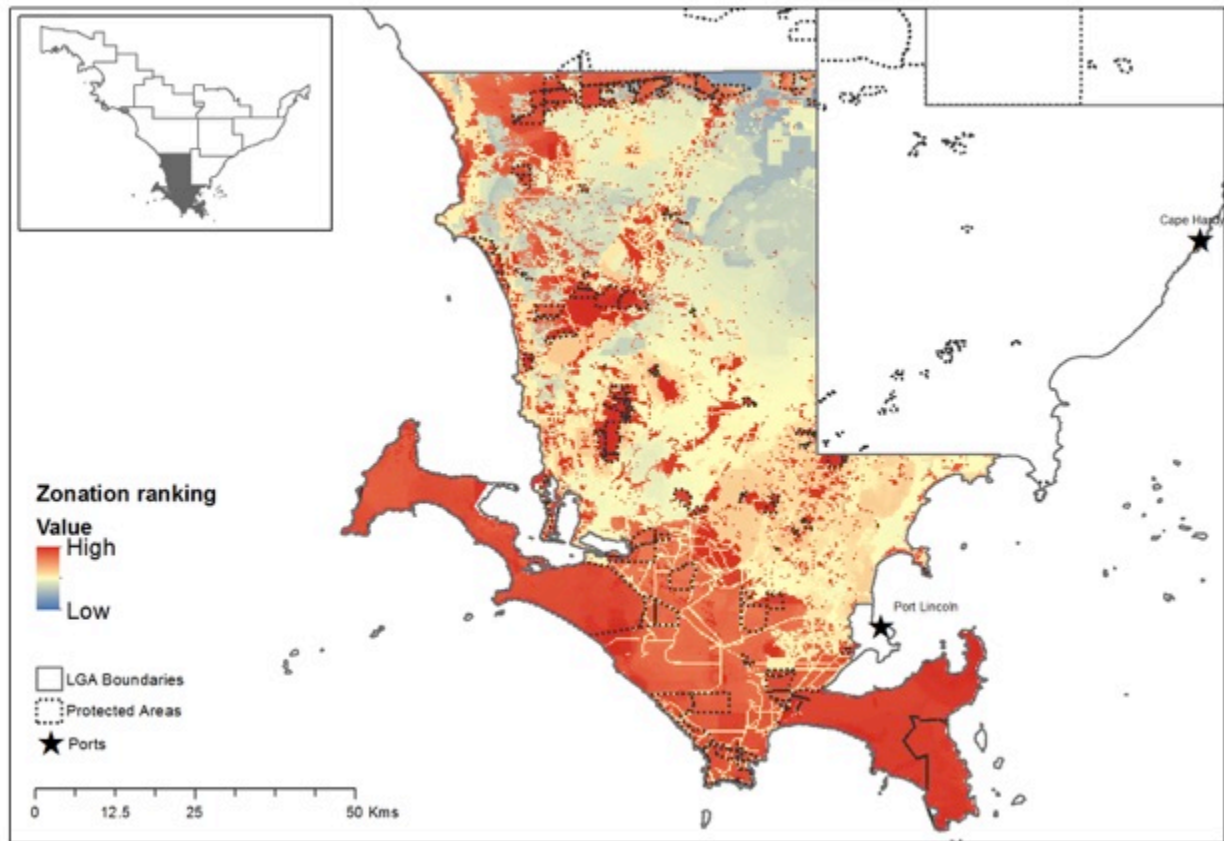 Cape Hardy
Zonation ranking
Value
High
Low
Port Lincoln
LGA Boundaries
Protected Areas
Ports
0 12.5 25 50 Kms